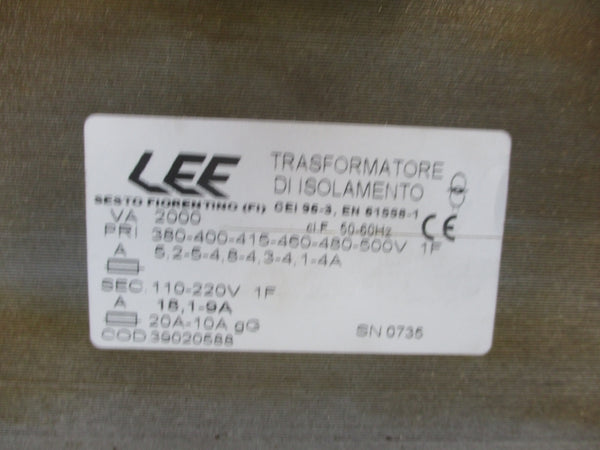 LEE
TRASFORMATORE
DI ISOLAMENTO
SESTO FIORENTINO (FI) CEI 96-3, EN 61558-1
VA 2000 cl.F 50-60Hz CE
PRI 380-400-415-460-480-500V 1F
A 5,2-5-4,8-4,3-4,1-4A
SEC. 110-220V 1F
A 18,1-9A
20A-10A gG
SN 0735
COD.39020588